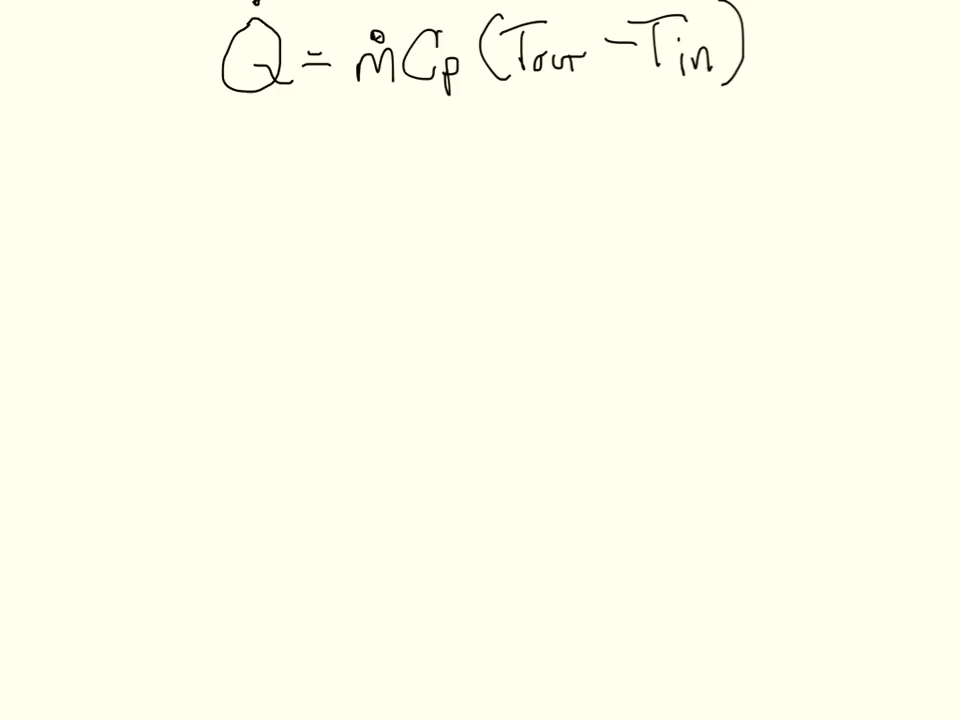 Q̇ = ṁCp (Tout − Tin)